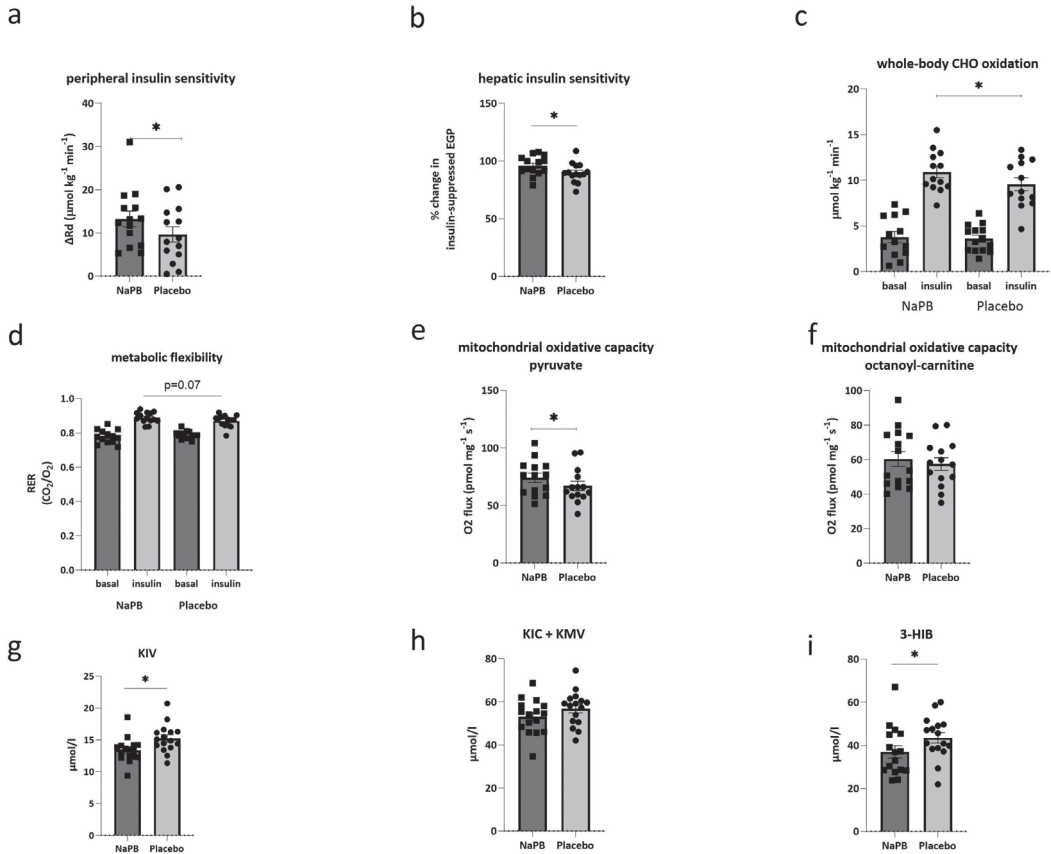 a
peripheral insulin sensitivity
40
30
20
10
0
ΔRd (µmol kg⁻¹ min⁻¹)
*
NaPB Placebo
b
hepatic insulin sensitivity
150
100
50
0
% change in
insulin-suppressed EGP
*
NaPB Placebo
c
whole-body CHO oxidation
20
15
10
5
0
µmol kg⁻¹ min⁻¹
*
basal insulin basal insulin
NaPB Placebo
d
metabolic flexibility
1.0
0.8
0.6
0.4
0.2
0.0
RER
(CO₂/O₂)
p=0.07
basal insulin basal insulin
NaPB Placebo
e
mitochondrial oxidative capacity
pyruvate
150
100
50
0
O2 flux (pmol mg⁻¹ s⁻¹)
*
NaPB Placebo
f
mitochondrial oxidative capacity
octanoyl-carnitine
100
80
60
40
20
0
O2 flux (pmol mg⁻¹ s⁻¹)
NaPB Placebo
g
KIV
25
20
15
10
5
0
µmol/l
*
NaPB Placebo
h
KIC + KMV
80
60
40
20
0
µmol/l
NaPB Placebo
i
3-HIB
80
60
40
20
0
µmol/l
*
NaPB Placebo